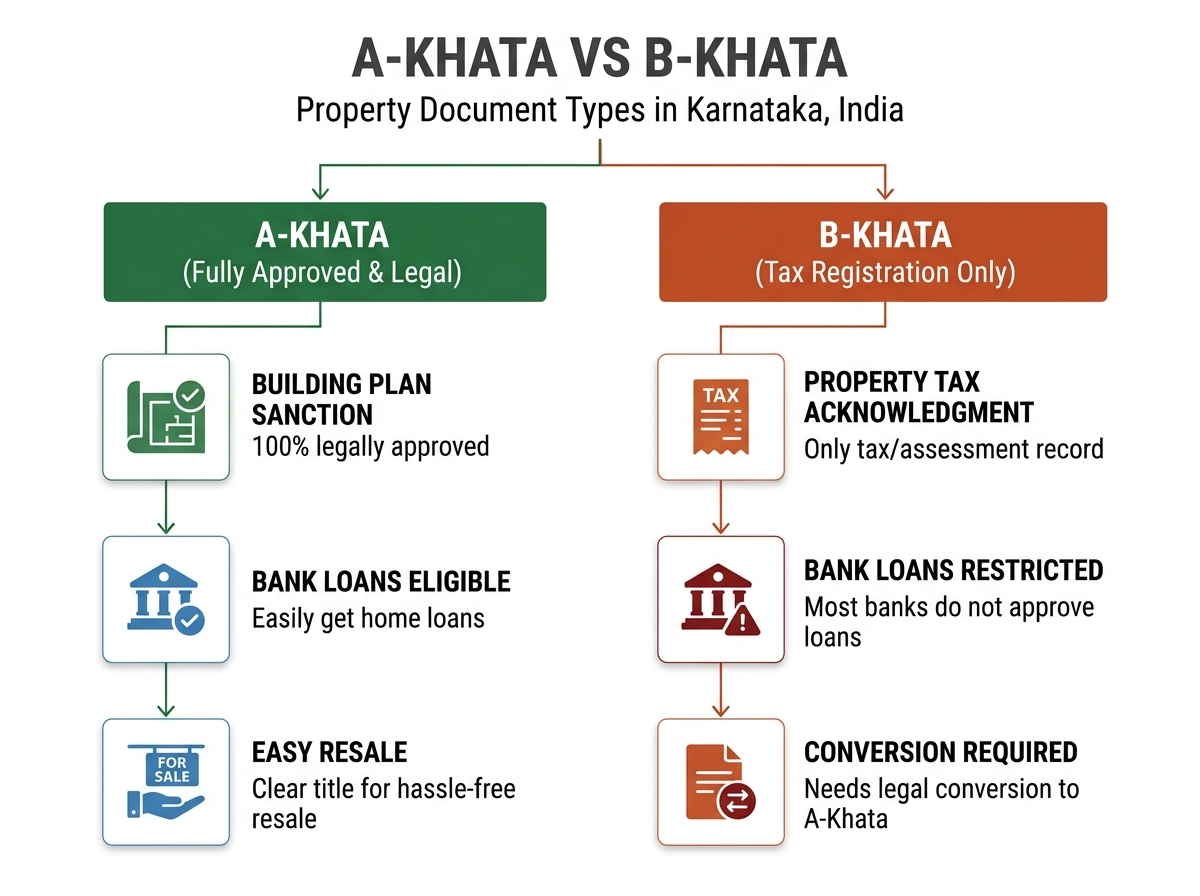 A-KHATA VS B-KHATA
Property Document Types in Karnataka, India
A-KHATA
(Fully Approved & Legal)
BUILDING PLAN
SANCTION
100% legally approved
BANK LOANS ELIGIBLE
Easily get home loans
FOR
SALE
EASY RESALE
Clear title for hassle-free
resale
B-KHATA
(Tax Registration Only)
TAX
PROPERTY TAX
ACKNOWLEDGMENT
Only tax/assessment record
BANK LOANS RESTRICTED
Most banks do not approve
loans
CONVERSION REQUIRED
Needs legal conversion to
A-Khata